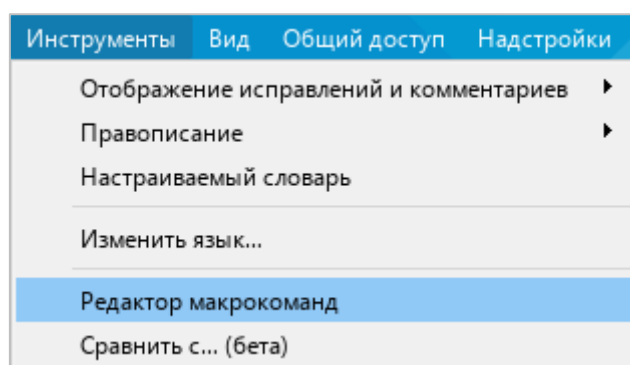 Инструменты Вид Общий доступ Надстройки
Отображение исправлений и комментариев
Правописание
Настраиваемый словарь
Изменить язык...
Редактор макрокоманд
Сравнить с... (бета)